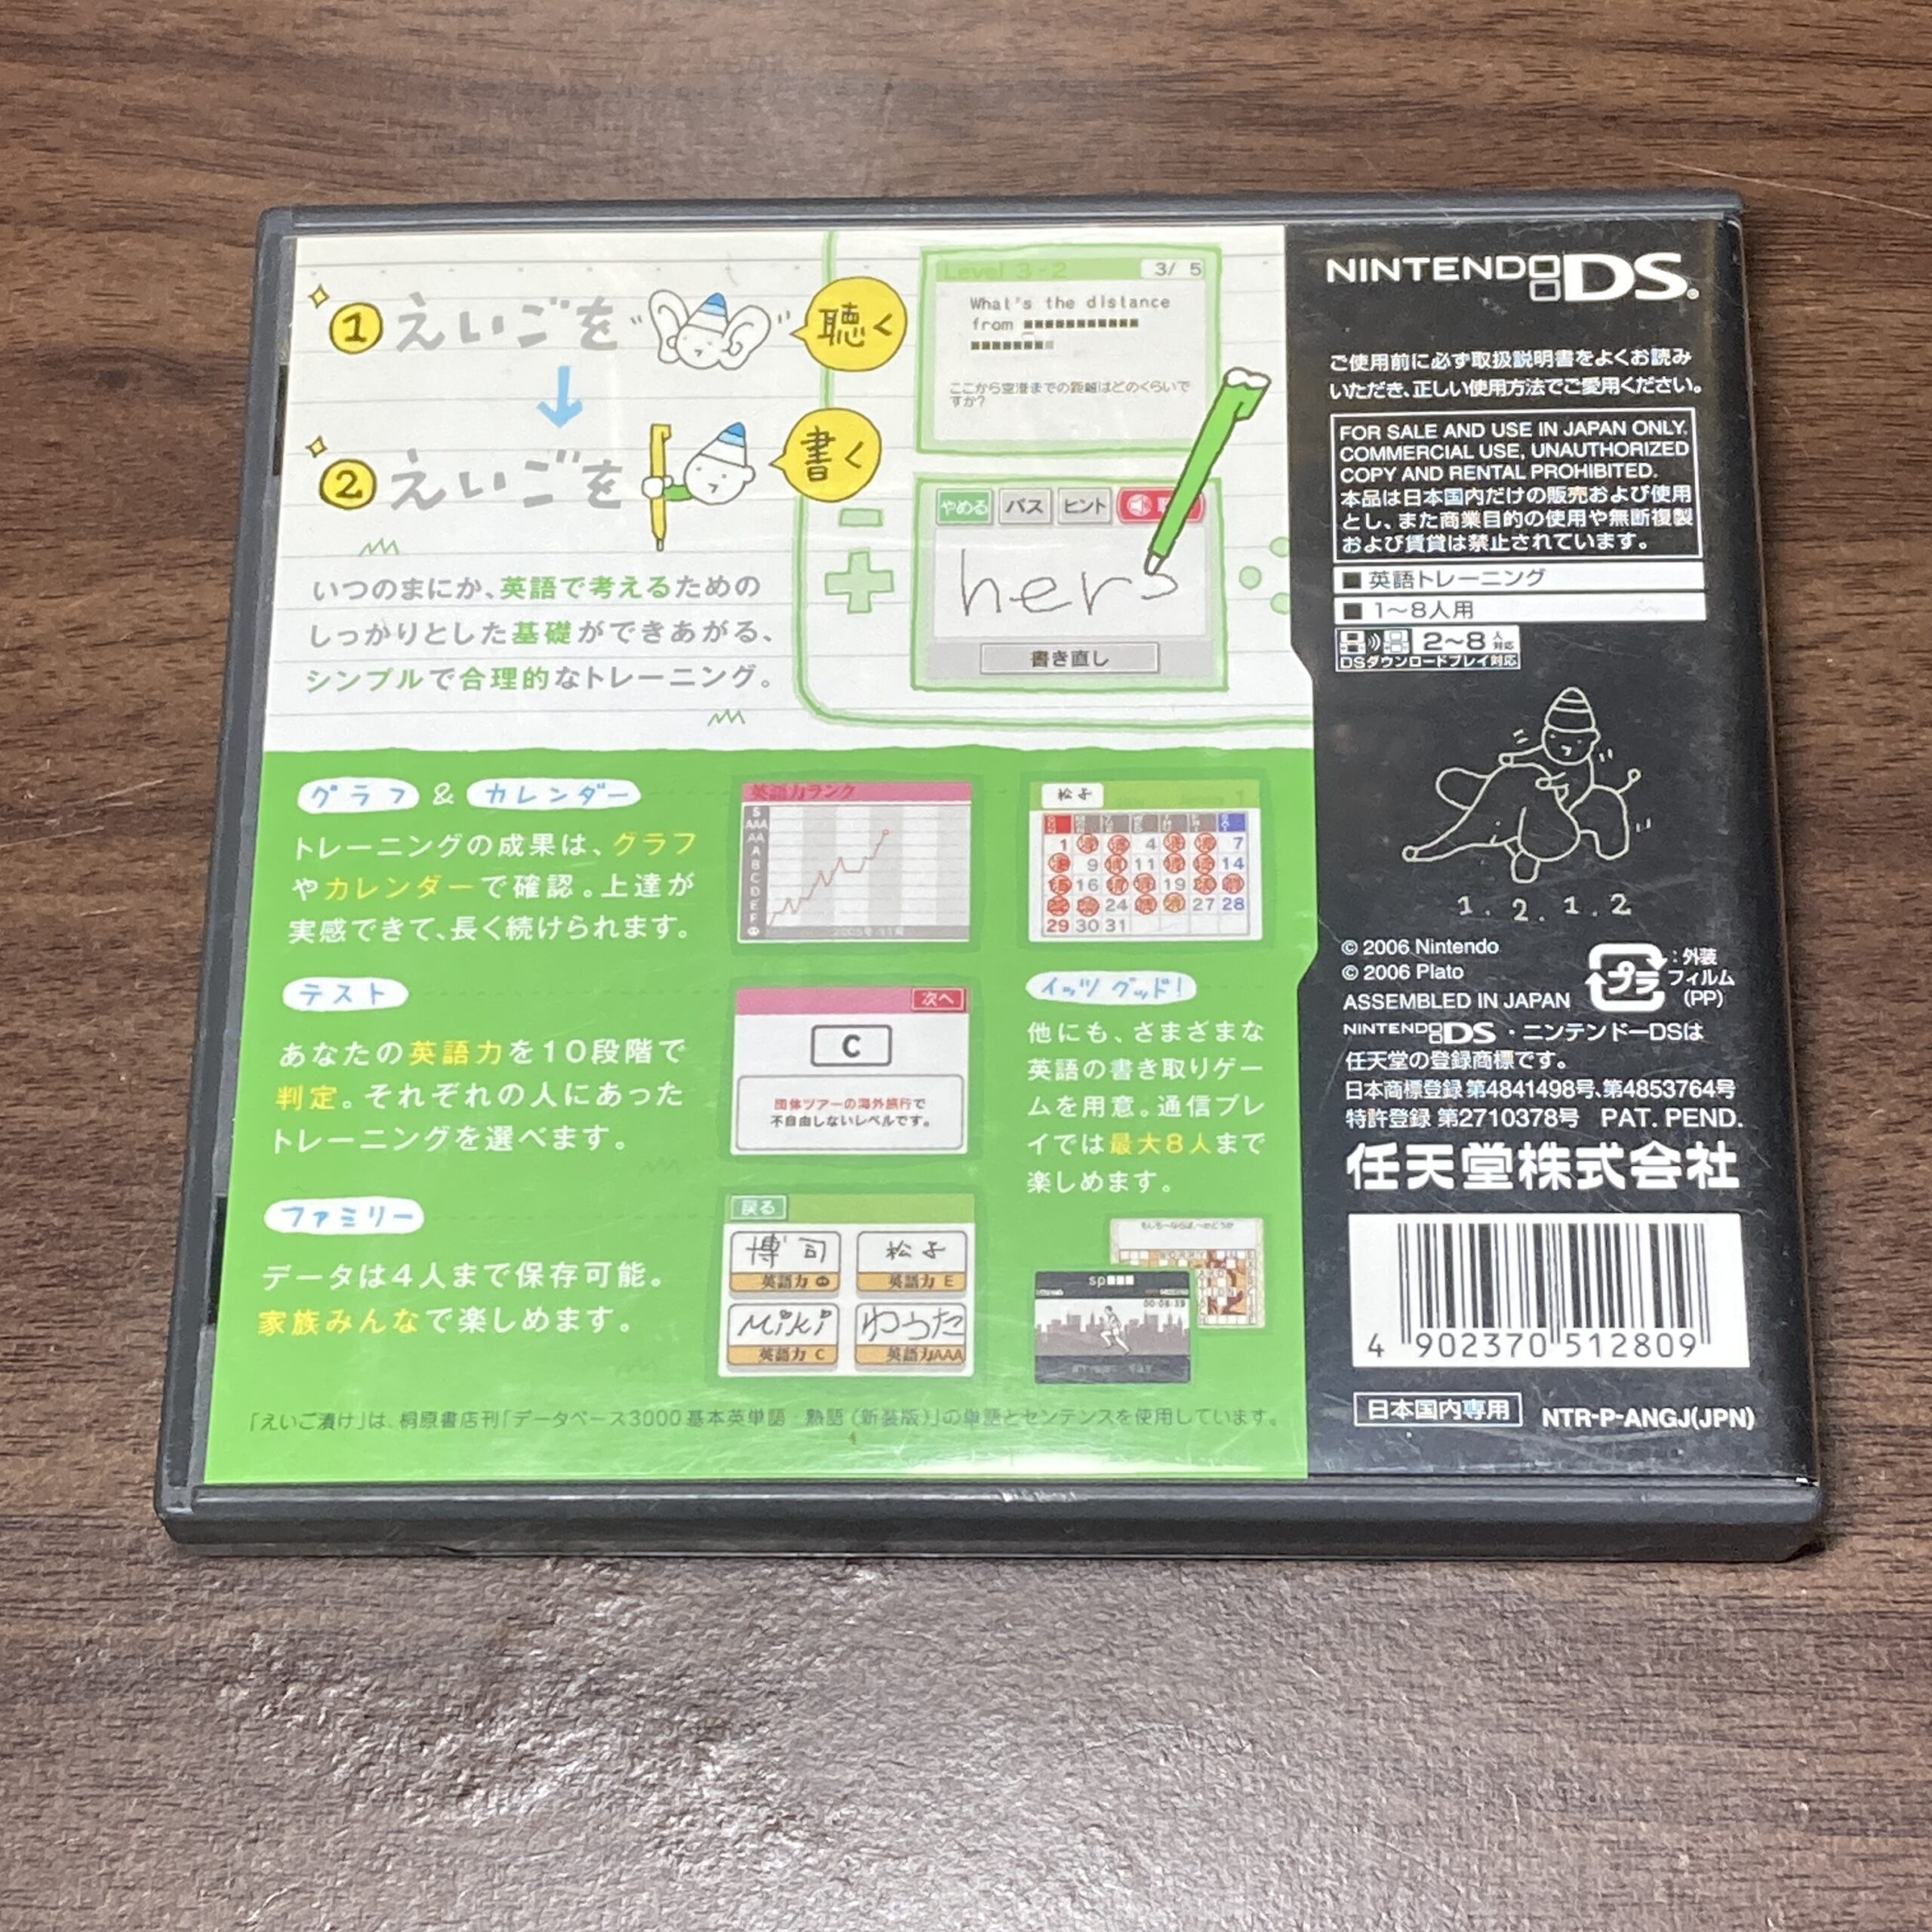 1 えいごを 聴く
2 えいごを 書く
いつのまにか、英語で考えるための
しっかりとした基礎ができあがる、
シンプルで合理的なトレーニング。
Level 3-2 3/ 5
What's the distance
from
ここから空港までの距離はどのくらいで
すか?
やめる パス ヒント
here
書き直し
グラフ & カレンダー
トレーニングの成果は、グラフ
やカレンダーで確認。上達が
実感できて、長く続けられます。
英語力ランク
S
AAA
AA
A
B
C
D
E
F
松子
1 4 7
9 11 14
16 19
24 27 28
29 30 31
テスト
あなたの英語力を10段階で
判定。それぞれの人にあった
トレーニングを選べます。
次へ
C
団体ツアーの海外旅行で
不自由しないレベルです。
ファミリー
データは4人まで保存可能。
家族みんなで楽しめます。
戻る
博司 松子
英語力 英語力 E
Miki ゆうた
英語力 C 英語力AAA
イッツ グッド!
他にも、さまざまな
英語の書き取りゲー
ムを用意。通信プレ
イでは最大8人まで
楽しめます。
sp
「えいご漬け」は、桐原書店刊「データベース3000 基本英単語・熟語(新装版)」の単語とセンテンスを使用しています。
NINTENDO DS®
ご使用前に必ず取扱説明書をよくお読み
いただき、正しい使用方法でご愛用ください。
FOR SALE AND USE IN JAPAN ONLY.
COMMERCIAL USE, UNAUTHORIZED
COPY AND RENTAL PROHIBITED.
本品は日本国内だけの販売および使用
とし、また商業目的の使用や無断複製
および賃貸は禁止されています。
■ 英語トレーニング
■ 1〜8人用
2〜8人対応
DSダウンロードプレイ対応
1. 2. 1. 2
© 2006 Nintendo
© 2006 Plato
ASSEMBLED IN JAPAN
プラ :外装
フィルム
(PP)
NINTENDO DS・ニンテンドーDSは
任天堂の登録商標です。
日本商標登録 第4841498号、第4853764号
特許登録 第2710378号 PAT. PEND.
任天堂株式会社
4 902370 512809
日本国内専用 NTR-P-ANGJ(JPN)